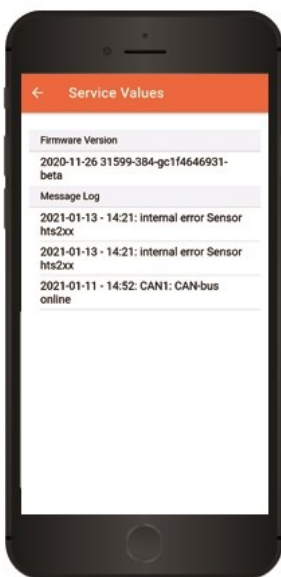 Service Values
Firmware Version
2020-11-26 31599-384-gc1f4646931-
beta
Message Log
2021-01-13 - 14:21: internal error Sensor
hts2xx
2021-01-13 - 14:21: internal error Sensor
hts2xx
2021-01-11 - 14:52: CAN1: CAN-bus
online